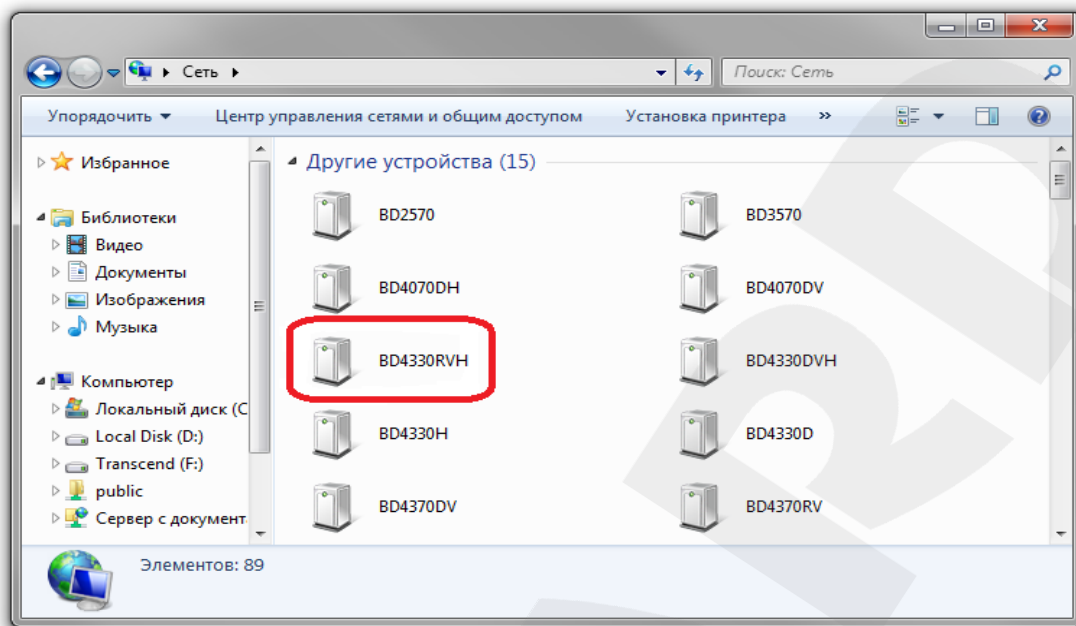 Сеть
Поиск: Сеть
Упорядочить
Центр управления сетями и общим доступом
Установка принтера
»
Избранное
Библиотеки
Видео
Документы
Изображения
Музыка
Компьютер
Локальный диск (C
Local Disk (D:)
Transcend (F:)
public
Сервер с документ
Другие устройства (15)
BD2570
BD3570
BD4070DH
BD4070DV
BD4330RVH
BD4330DVH
BD4330H
BD4330D
BD4370DV
BD4370RV
Элементов: 89